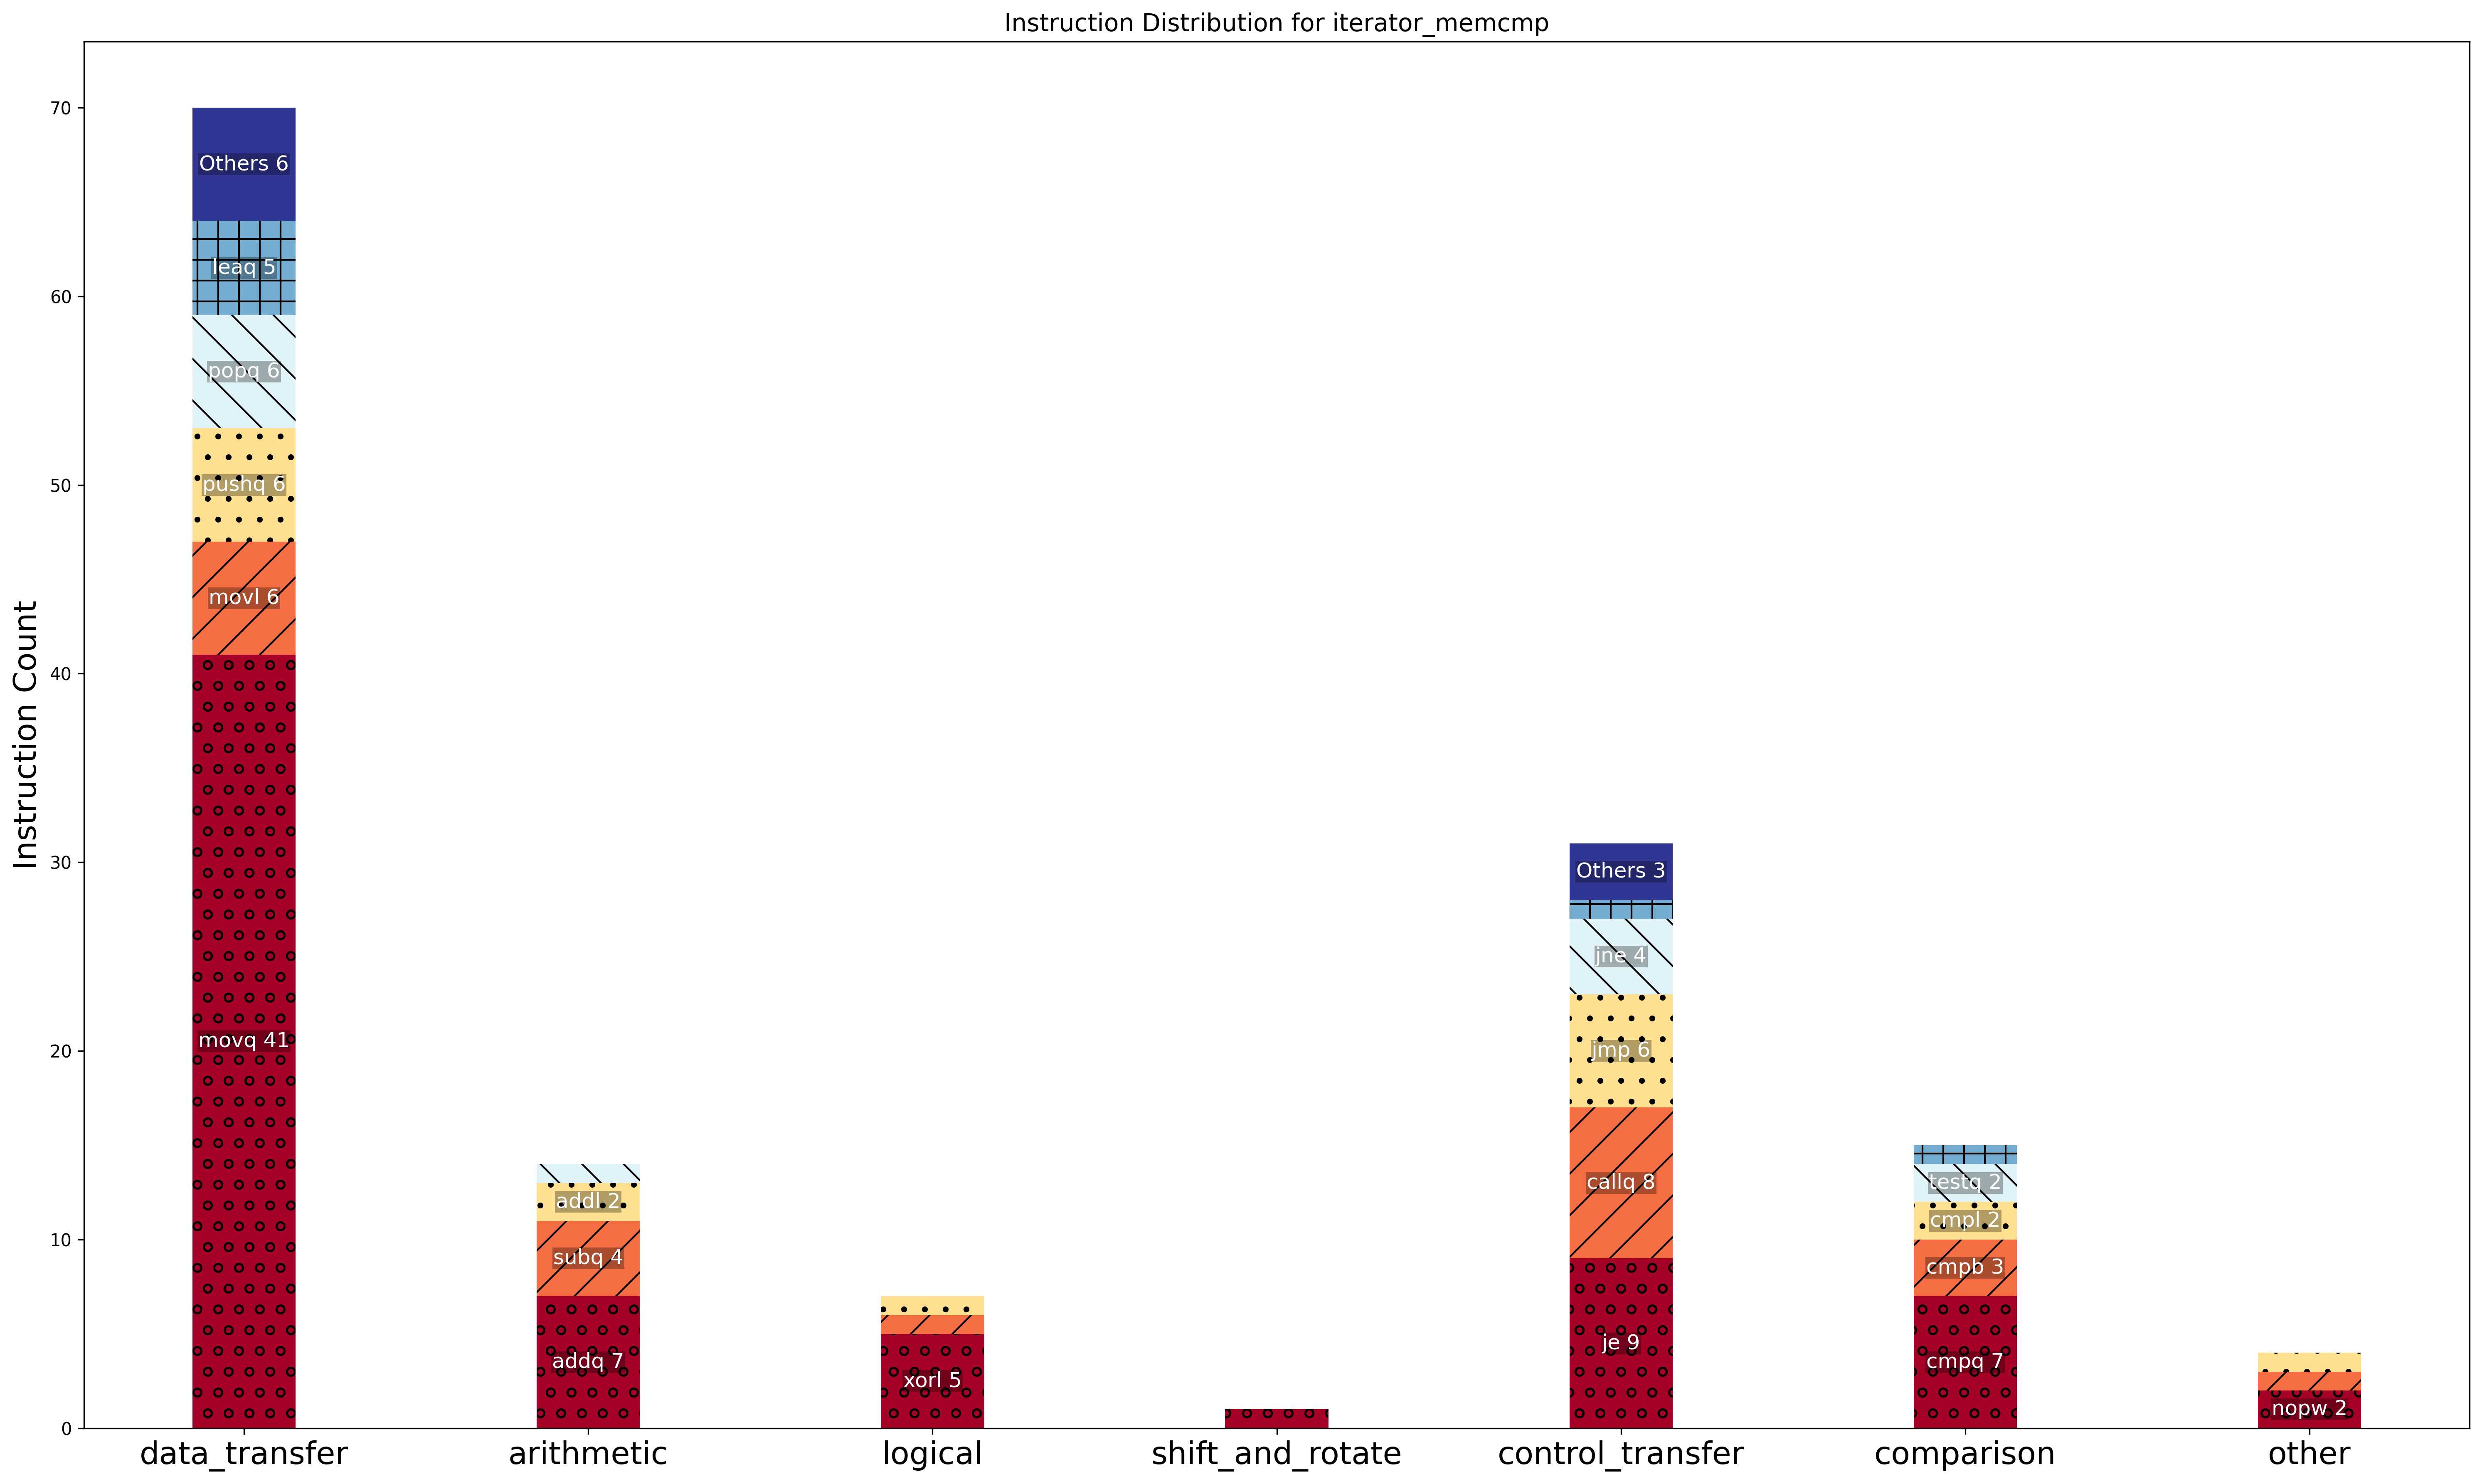 Instruction Distribution for iterator_memcmp
Instruction Count
70
60
50
40
30
20
10
0
Others 6
leaq 5
popq 6
pushq 6
movl 6
movq 41
addl 2
subq 4
addq 7
xorl 5
Others 3
jne 4
jmp 6
callq 8
je 9
testq 2
cmpl 2
cmpb 3
cmpq 7
nopw 2
data_transfer
arithmetic
logical
shift_and_rotate
control_transfer
comparison
other